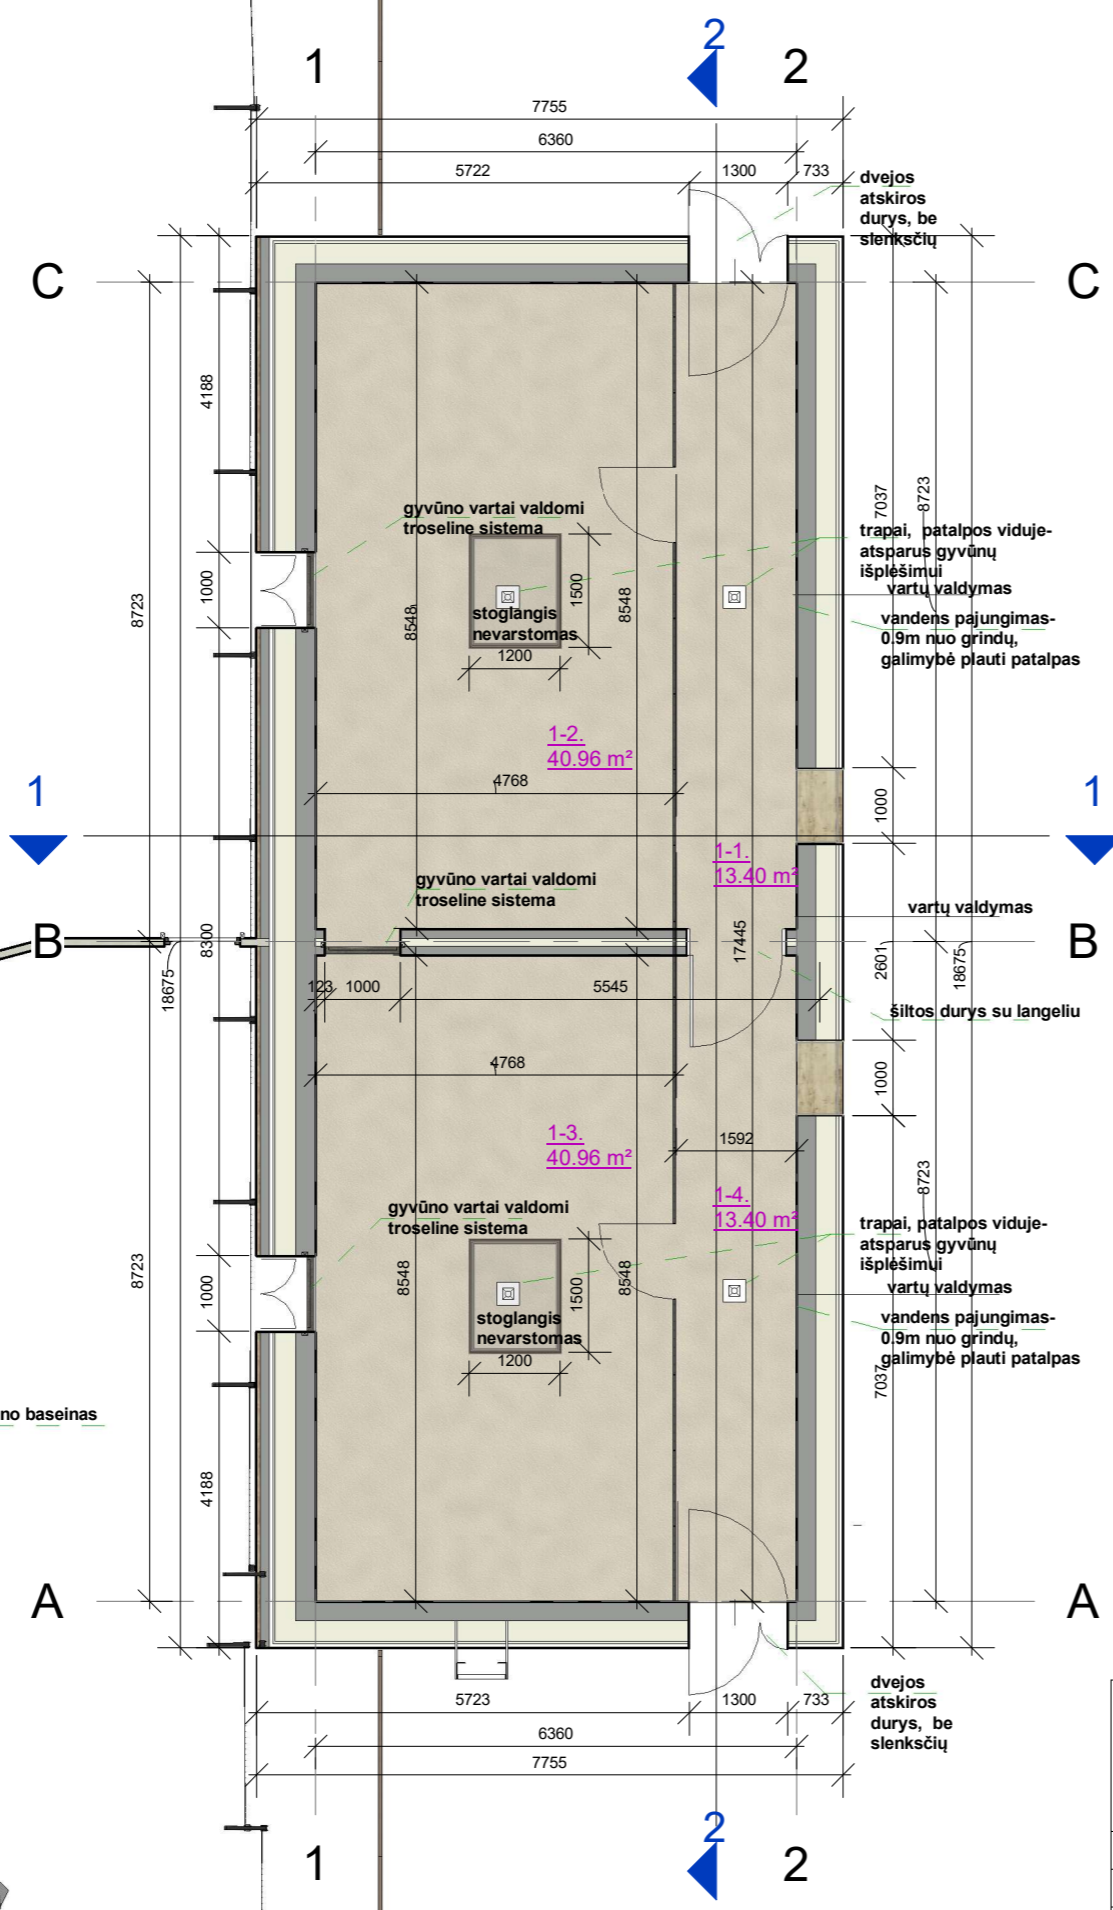 1
2
2
7755
6360
5722
1300
733
dvejos
atskiros
durys, be
slenksčių
C
C
4188
8723
1000
gyvūno vartai valdomi
troseline sistema
1500
8548
8548
stoglangis
nevarstomas
1200
7037
8723
trapai, patalpos viduje-
atsparus gyvūnų
išplėšimui
vartų valdymas
vandens pajungimas-
0.9m nuo grindų,
galimybė plauti patalpas
1-2.
40.96 m²
4768
1000
1
1
1-1.
13.40 m²
gyvūno vartai valdomi
troseline sistema
vartų valdymas
B
B
8300
18675
17445
2601
18675
123
1000
5545
šiltos durys su langeliu
4768
1000
1-3.
40.96 m²
1592
1-4.
13.40 m²
8723
gyvūno vartai valdomi
troseline sistema
trapai, patalpos viduje-
atsparus gyvūnų
išplėšimui
vartų valdymas
8723
1000
8548
1500
8548
stoglangis
nevarstomas
1200
vandens pajungimas-
0.9m nuo grindų,
galimybė plauti patalpas
7037
no baseinas
4188
A
A
dvejos
atskiros
durys, be
slenksčių
5723
1300
733
6360
7755
1
2
2